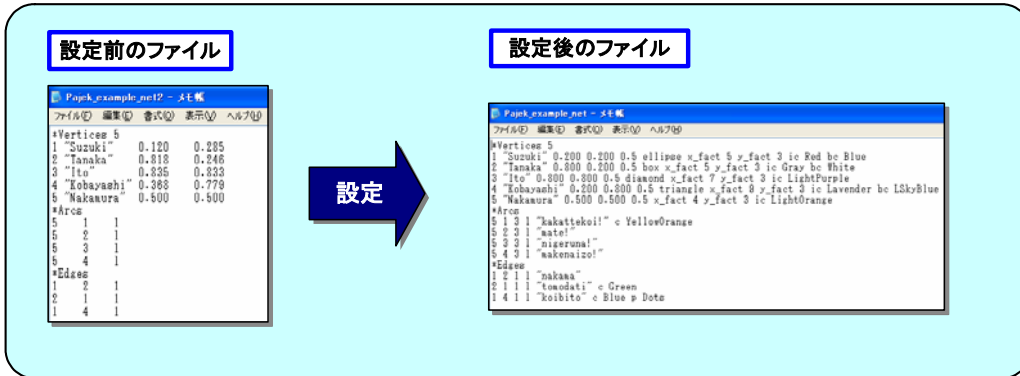 設定前のファイル
Pajek_example_net2 - メモ帳
ファイル(F) 編集(E) 書式(O) 表示(V) ヘルプ(H)
*Vertices 5
1 "Suzuki" 0.120 0.285
2 "Tanaka" 0.818 0.246
3 "Ito" 0.835 0.833
4 "Kobayashi" 0.368 0.779
5 "Nakamura" 0.500 0.500
*Arcs
5 1 1
5 2 1
5 3 1
5 4 1
*Edges
1 2 1
2 1 1
1 4 1
設定
設定後のファイル
Pajek_example_net - メモ帳
ファイル(F) 編集(E) 書式(O) 表示(V) ヘルプ(H)
*Vertices 5
1 "Suzuki" 0.200 0.200 0.5 ellipse x_fact 5 y_fact 3 ic Red bc Blue
2 "Tanaka" 0.800 0.200 0.5 box x_fact 5 y_fact 3 ic Gray bc White
3 "Ito" 0.800 0.800 0.5 diamond x_fact 7 y_fact 3 ic LightPurple
4 "Kobayashi" 0.200 0.800 0.5 triangle x_fact 9 y_fact 3 ic Lavender bc LSkyBlue
5 "Nakamura" 0.500 0.500 0.5 x_fact 4 y_fact 3 ic LightOrange
*Arcs
5 1 3 1 "kakattekoi!" c YellowOrange
5 2 3 1 "mate!"
5 3 3 1 "nigeruna!"
5 4 3 1 "makenaizo!"
*Edges
1 2 1 1 "nakama"
2 1 1 1 "tomodati" c Green
1 4 1 1 "koibito" c Blue p Dots